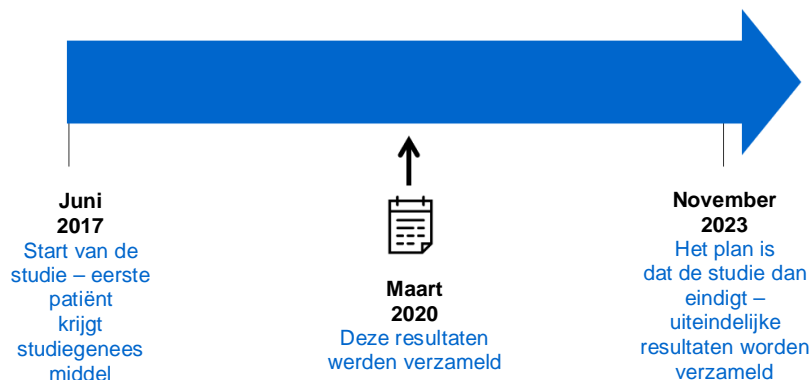 Juni
2017
Start van de
studie – eerste
patiënt
krijgt
studiegenees
middel
Maart
2020
Deze resultaten
werden verzameld
November
2023
Het plan is
dat de studie dan
eindigt –
uiteindelijke
resultaten worden
verzameld